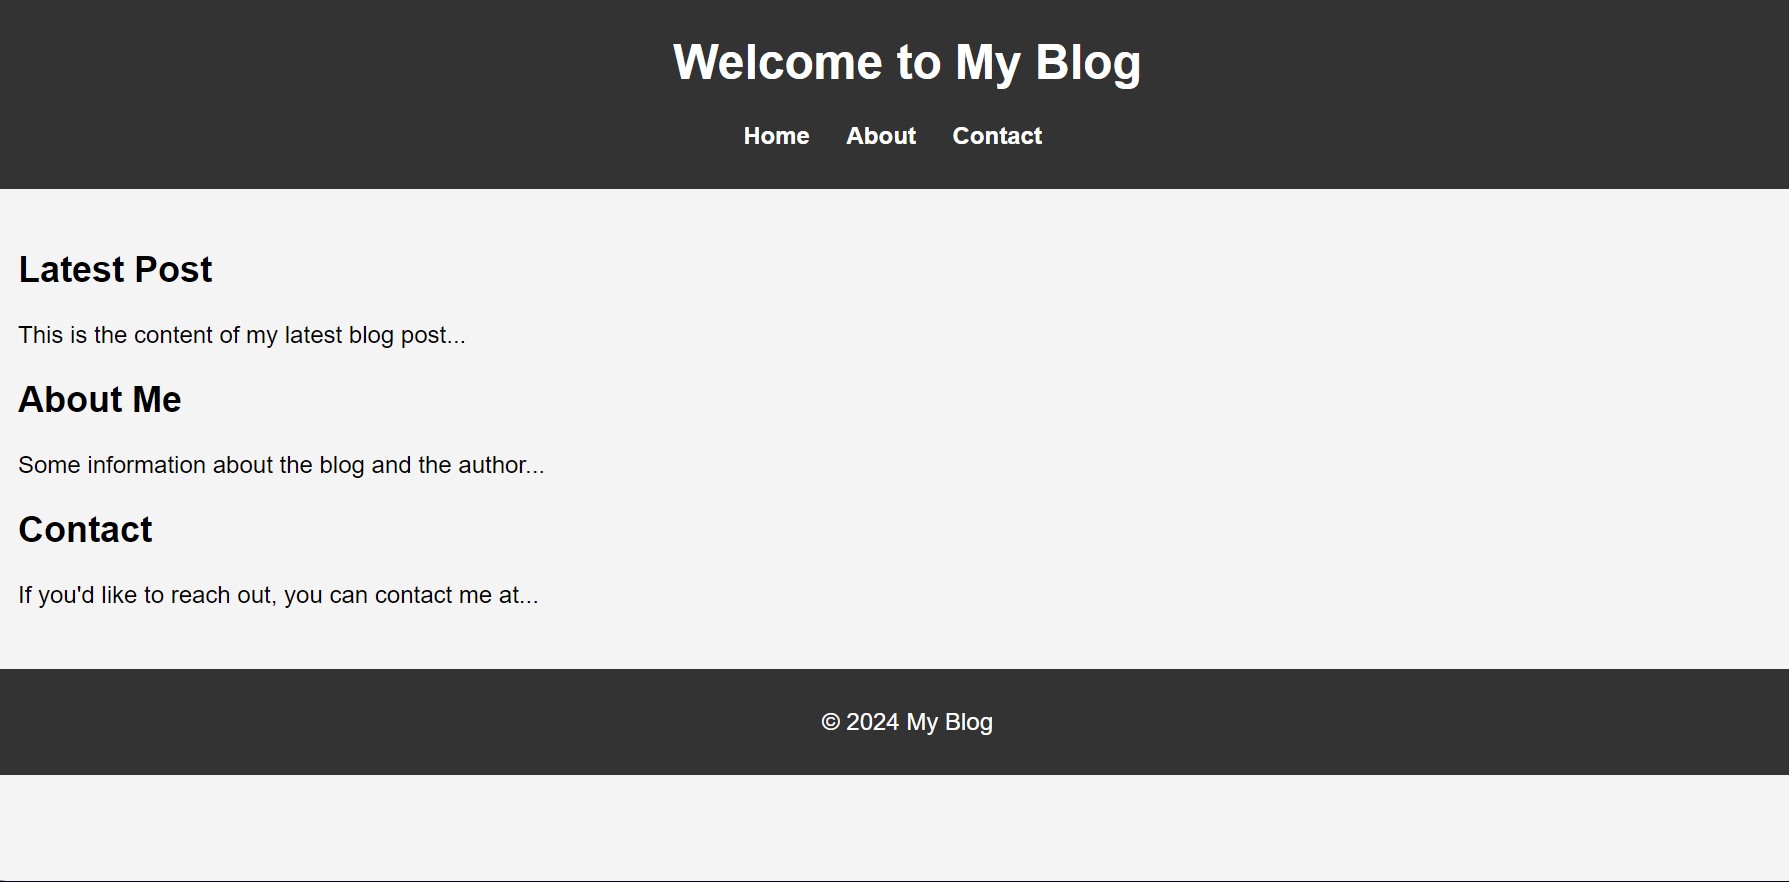 Welcome to My Blog
Home About Contact
Latest Post
This is the content of my latest blog post...
About Me
Some information about the blog and the author...
Contact
If you'd like to reach out, you can contact me at...
© 2024 My Blog